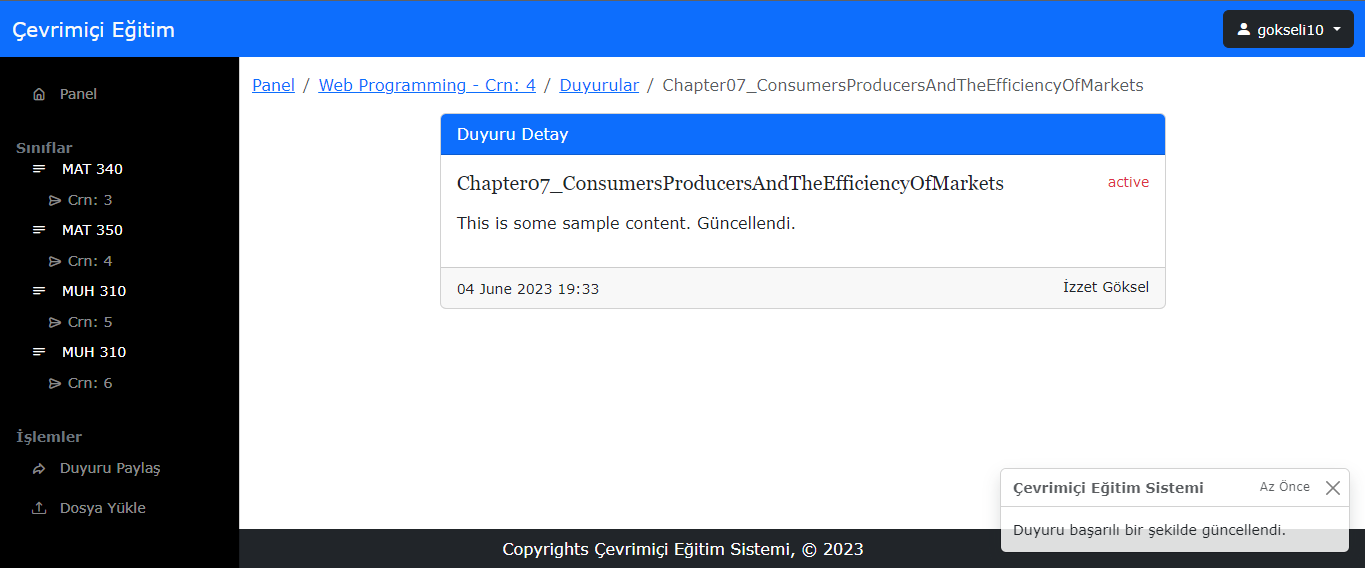 Çevrimiçi Eğitim
gokseli10
Panel
Sınıflar
MAT 340
Crn: 3
MAT 350
Crn: 4
MUH 310
Crn: 5
MUH 310
Crn: 6
İşlemler
Duyuru Paylaş
Dosya Yükle
Panel / Web Programming - Crn: 4 / Duyurular / Chapter07_ConsumersProducersAndTheEfficiencyOfMarkets
Duyuru Detay
Chapter07_ConsumersProducersAndTheEfficiencyOfMarkets
active
This is some sample content. Güncellendi.
04 June 2023 19:33
İzzet Göksel
Çevrimiçi Eğitim Sistemi
Az Önce
Duyuru başarılı bir şekilde güncellendi.
Copyrights Çevrimiçi Eğitim Sistemi, © 2023